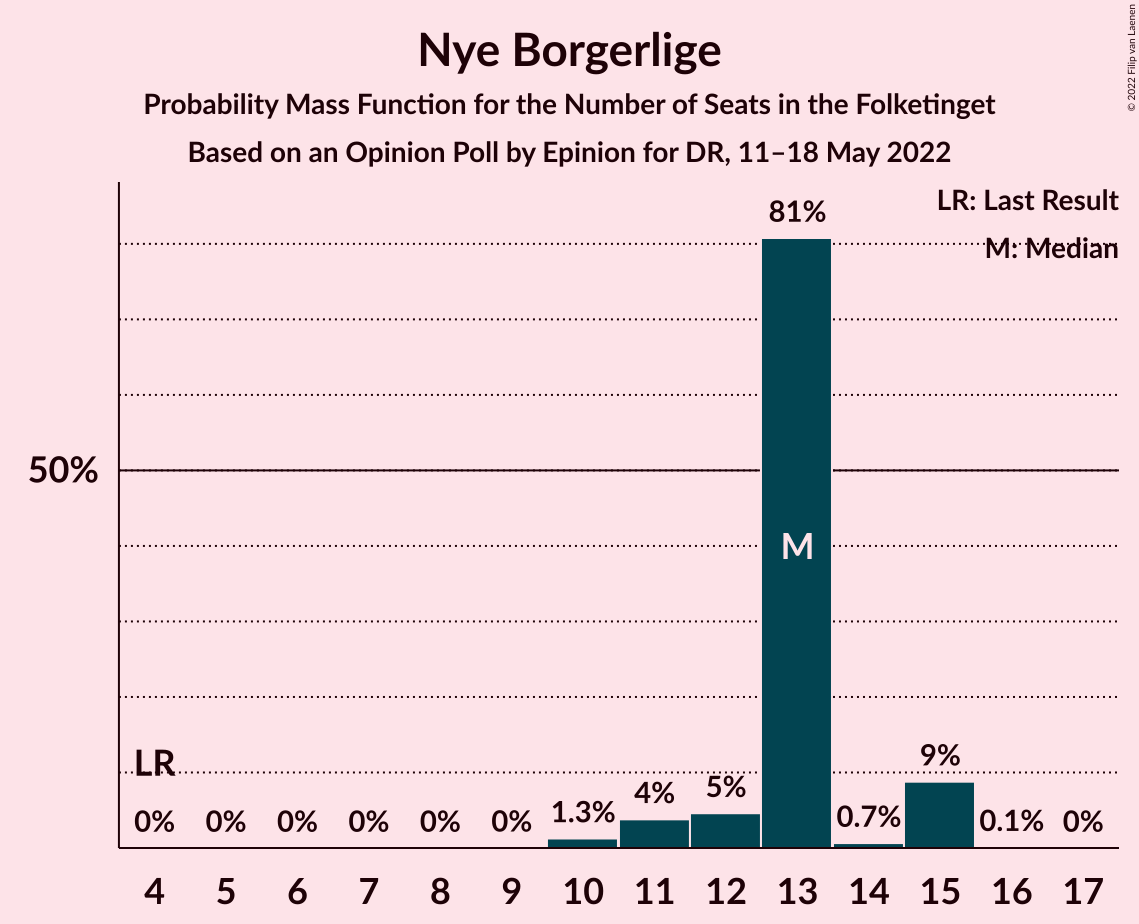 Nye Borgerlige
Probability Mass Function for the Number of Seats in the Folketinget
Based on an Opinion Poll by Epinion for DR, 11–18 May 2022
© 2022 Filip van Laenen
LR: Last Result
M: Median
81%
50%
M
LR
9%
0% 0% 0% 0% 0% 0% 1.3% 4% 5% 0.7% 0.1% 0%
4 5 6 7 8 9 10 11 12 13 14 15 16 17